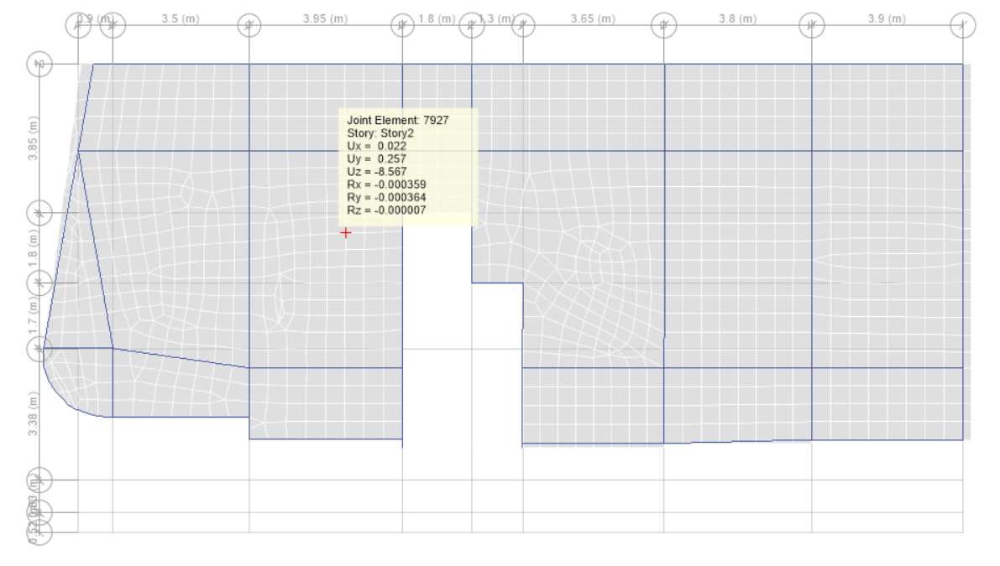 0.9 (m)
3.5 (m)
3.95 (m)
1.8 (m)
1.3 (m)
3.65 (m)
3.8 (m)
3.9 (m)
3.85 (m)
1.8 (m)
1.7 (m)
3.38 (m)
Joint Element: 7927
Story: Story2
Ux = 0.022
Uy = 0.257
Uz = -8.567
Rx = -0.000359
Ry = -0.000364
Rz = -0.000007